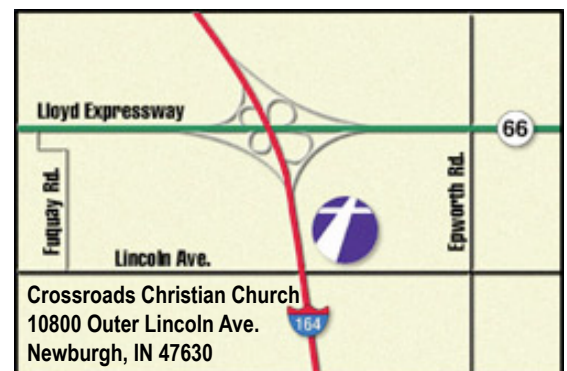 Lloyd Expressway
66
Fuquay Rd.
Epworth Rd.
Lincoln Ave.
Crossroads Christian Church
10800 Outer Lincoln Ave.
164
Newburgh, IN 47630